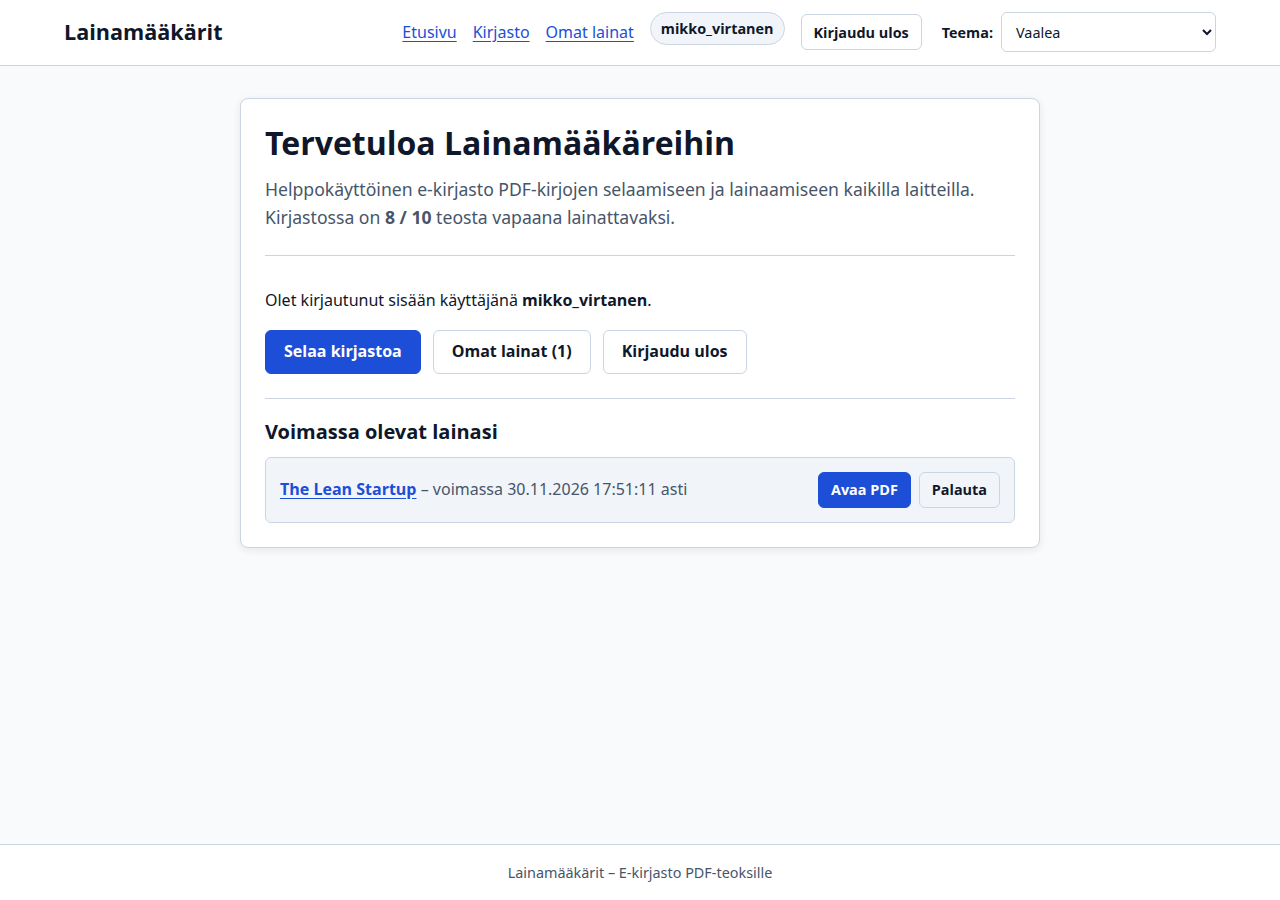 Lainamääkärit
Etusivu Kirjasto Omat lainat mikko_virtanen Kirjaudu ulos Teema: Vaalea
Tervetuloa Lainamääkäreihin
Helppokäyttöinen e-kirjasto PDF-kirjojen selaamiseen ja lainaamiseen kaikilla laitteilla.
Kirjastossa on 8 / 10 teosta vapaana lainattavaksi.
Olet kirjautunut sisään käyttäjänä mikko_virtanen.
Selaa kirjastoa Omat lainat (1) Kirjaudu ulos
Voimassa olevat lainasi
The Lean Startup – voimassa 30.11.2026 17:51:11 asti Avaa PDF Palauta
Lainamääkärit – E-kirjasto PDF-teoksille